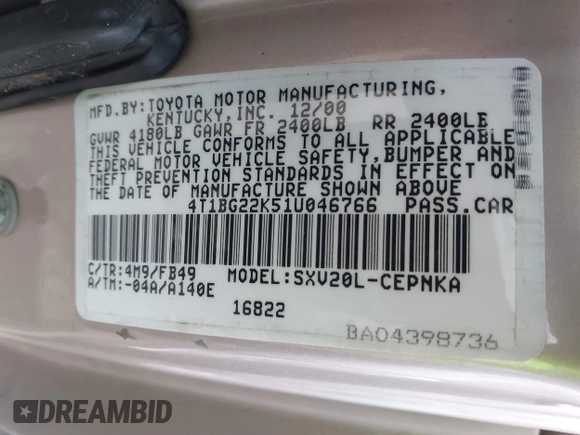 MFD.BY:TOYOTA MOTOR MANUFACTURING,
KENTUCKY,INC. 12/00
GVWR 4180LB GAWR FR 2400LB RR 2400LB
THIS VEHICLE CONFORMS TO ALL APPLICABLE
FEDERAL MOTOR VEHICLE SAFETY,BUMPER AND
THEFT PREVENTION STANDARDS IN EFFECT ON
THE DATE OF MANUFACTURE SHOWN ABOVE
4T1BG22K51U046766 PASS.CAR
C/TR:4M9/FB49 MODEL:SXV20L-CEPNKA
A/TM:-04A/A140E
16822
BA04398736
DREAMBID